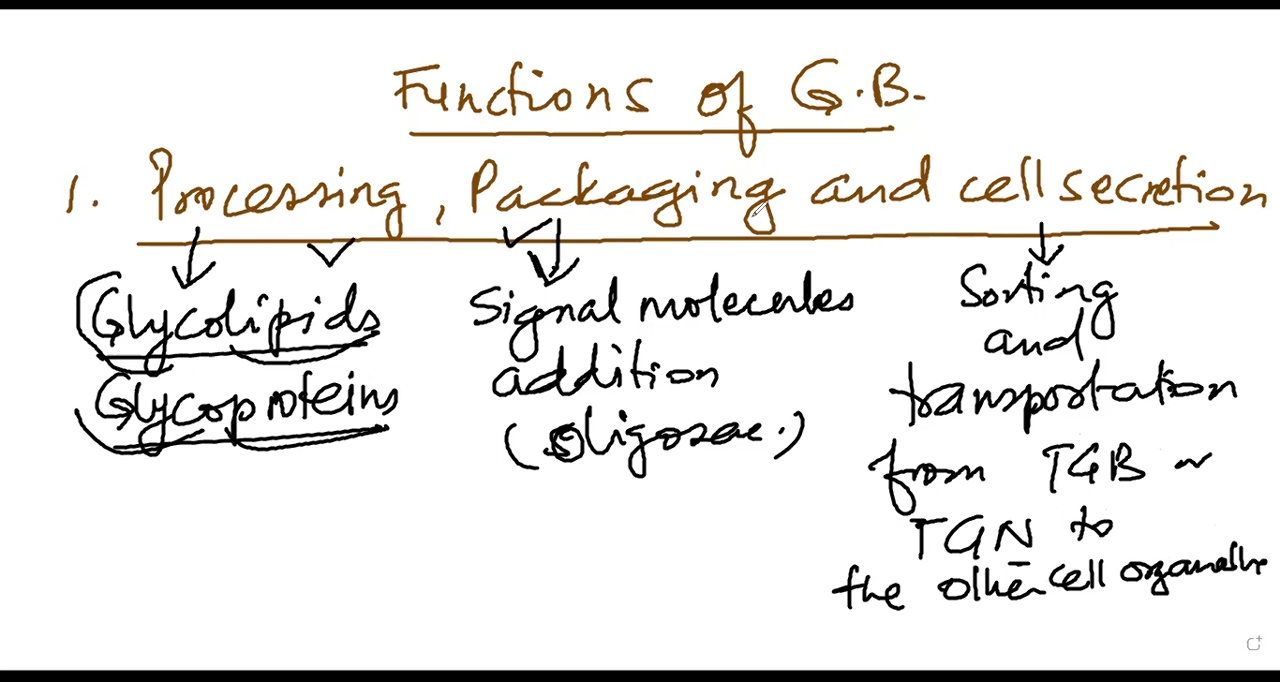 Functions of G.B.
1. Processing, Packaging and cell secretion
Glycolipids
Glycoproteins
Signal molecules
addition
(oligosac.)
Sorting
and
transportation
from TGB or
TGN to
the other cell organelle